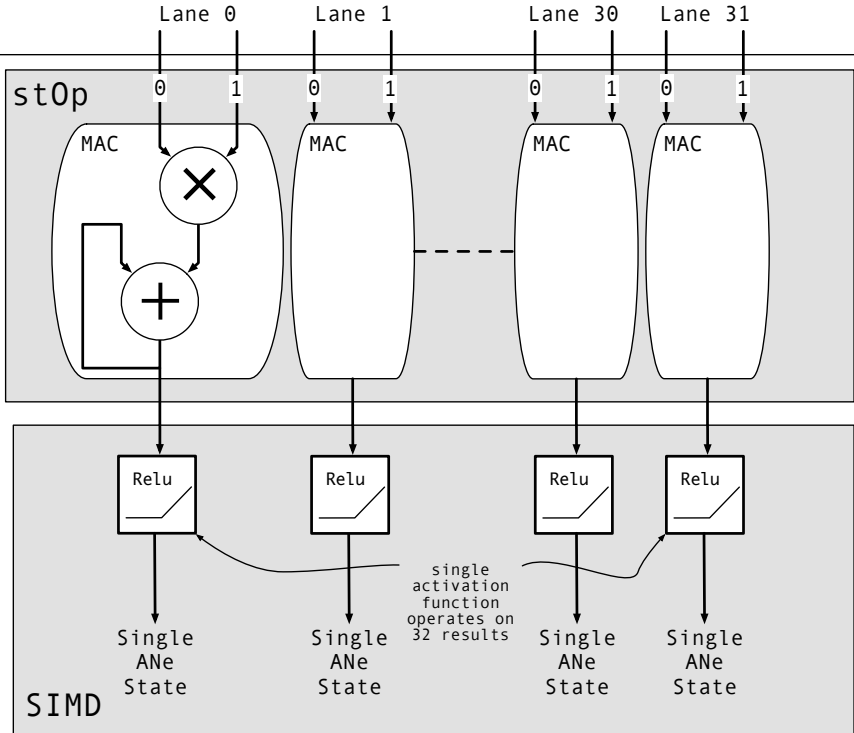 Lane 0 Lane 1 Lane 30 Lane 31
0 1 0 1 0 1 0 1
stOp
MAC MAC MAC MAC
Relu Relu Relu Relu
single
activation
function
operates on
32 results
Single Single Single Single
ANe ANe ANe ANe
State State State State
SIMD